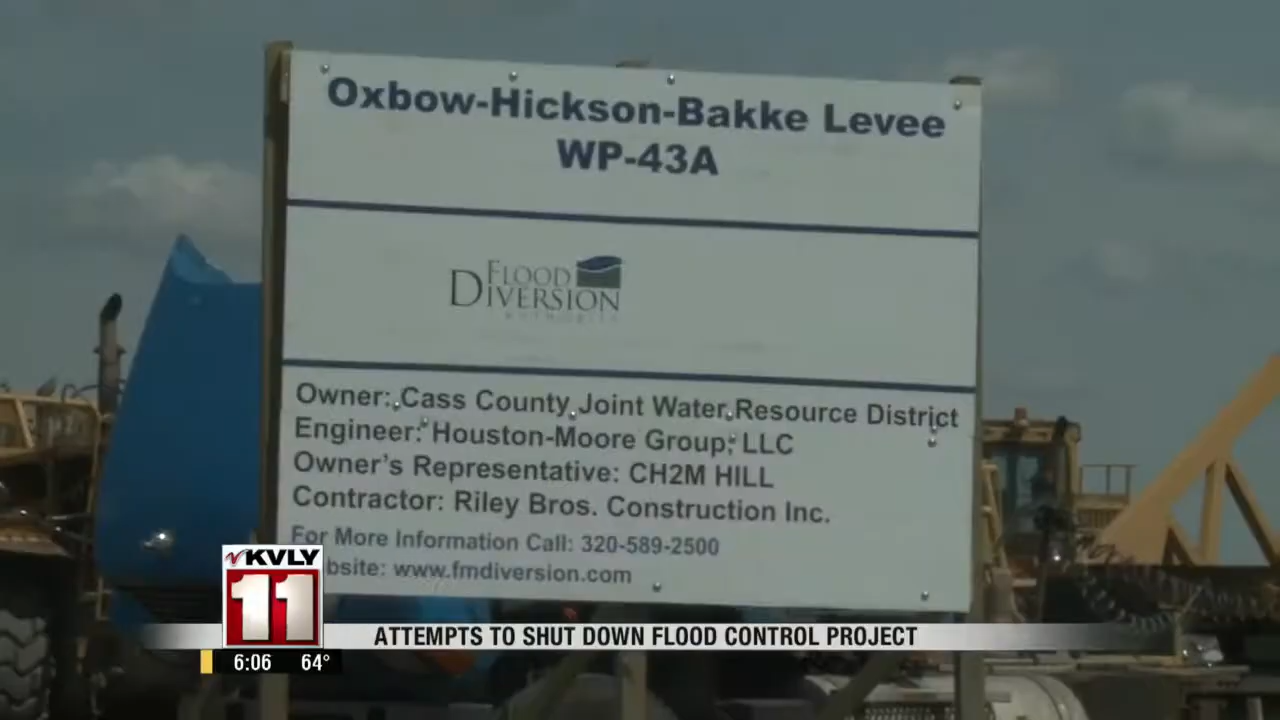 Oxbow-Hickson-Bakke Levee
WP-43A
FLOOD
DIVERSION
AUTHORITY
Owner: Cass County Joint Water Resource District
Engineer: Houston-Moore Group, LLC
Owner's Representative: CH2M HILL
Contractor: Riley Bros. Construction Inc.
For More Information Call: 320-589-2500
bsite: www.fmdiversion.com
KVLY
11
ATTEMPTS TO SHUT DOWN FLOOD CONTROL PROJECT
6:06 64°